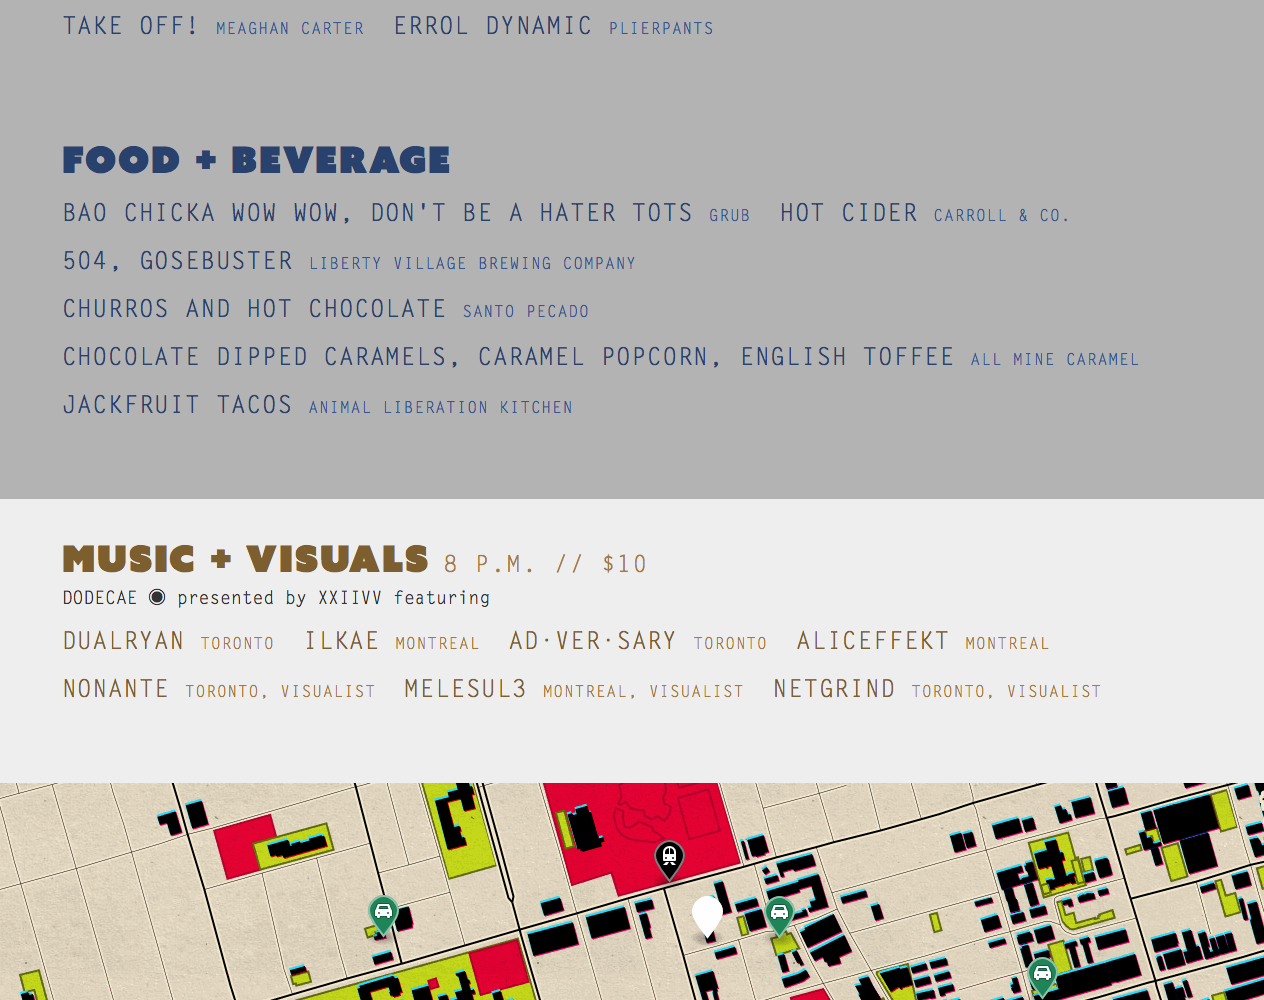 TAKE OFF! MEAGHAN CARTER ERROL DYNAMIC PLIERPANTS
FOOD + BEVERAGE
BAO CHICKA WOW WOW, DON'T BE A HATER TOTS GRUB HOT CIDER CARROLL & CO.
504, GOSEBUSTER LIBERTY VILLAGE BREWING COMPANY
CHURROS AND HOT CHOCOLATE SANTO PECADO
CHOCOLATE DIPPED CARAMELS, CARAMEL POPCORN, ENGLISH TOFFEE ALL MINE CARAMEL
JACKFRUIT TACOS ANIMAL LIBERATION KITCHEN
MUSIC + VISUALS 8 P.M. // $10
DODECAE ◉ presented by XXIIVV featuring
DUALRYAN TORONTO ILKAE MONTREAL AD·VER·SARY TORONTO ALICEFFEKT MONTREAL
NONANTE TORONTO, VISUALIST MELESUL3 MONTREAL, VISUALIST NETGRIND TORONTO, VISUALIST